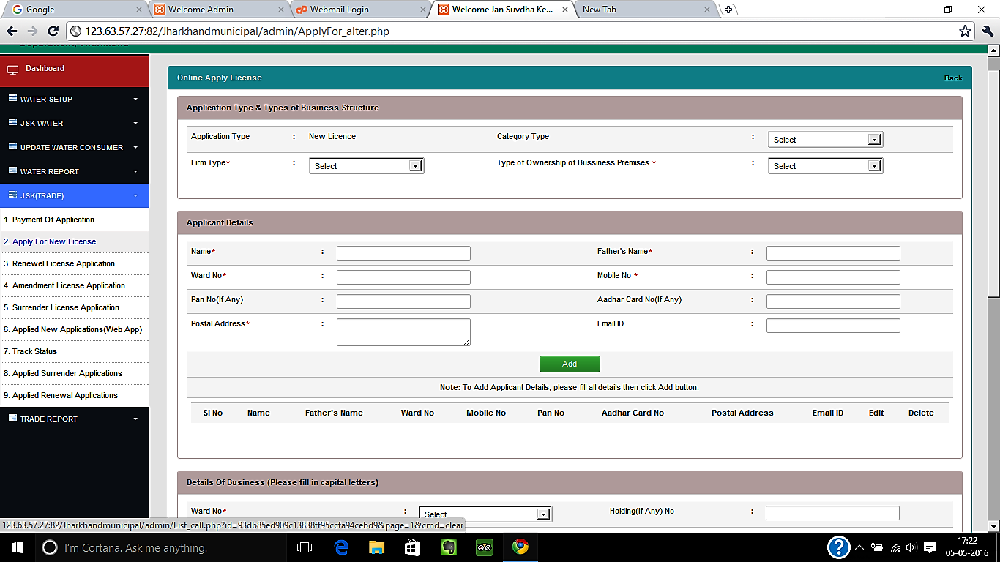 Google
Welcome Admin
Webmail Login
Welcome Jan Suvdha Ke...
New Tab
123.63.57.27:82/Jharkhandmunicipal/admin/ApplyFor_alter.php
Department, Jharkhand
Dashboard
WATER SETUP
JSK WATER
UPDATE WATER CONSUMER
WATER REPORT
JSK(TRADE)
1. Payment Of Application
2. Apply For New License
3. Renewel License Application
4. Amendment License Application
5. Surrender License Application
6. Applied New Applications(Web App)
7. Track Status
8. Applied Surrender Applications
9. Applied Renewal Applications
TRADE REPORT
Online Apply License Back
Application Type & Types of Business Structure
Application Type : New Licence Category Type : Select
Firm Type* : Select Type of Ownership of Bussiness Premises * : Select
Applicant Details
Name* : Father's Name* :
Ward No* : Mobile No * :
Pan No(If Any) : Aadhar Card No(If Any) :
Postal Address* : Email ID :
Add
Note: To Add Applicant Details, please fill all details then click Add button.
Sl No Name Father's Name Ward No Mobile No Pan No Aadhar Card No Postal Address Email ID Edit Delete
Details Of Business (Please fill in capital letters)
Ward No* : Select Holding(If Any) No :
123.63.57.27:82/Jharkhandmunicipal/admin/List_call.php?id=93db85ed909c13838ff95ccfa94cebd9&page=1&cmd=clear
I'm Cortana. Ask me anything.
17:22
05-05-2016